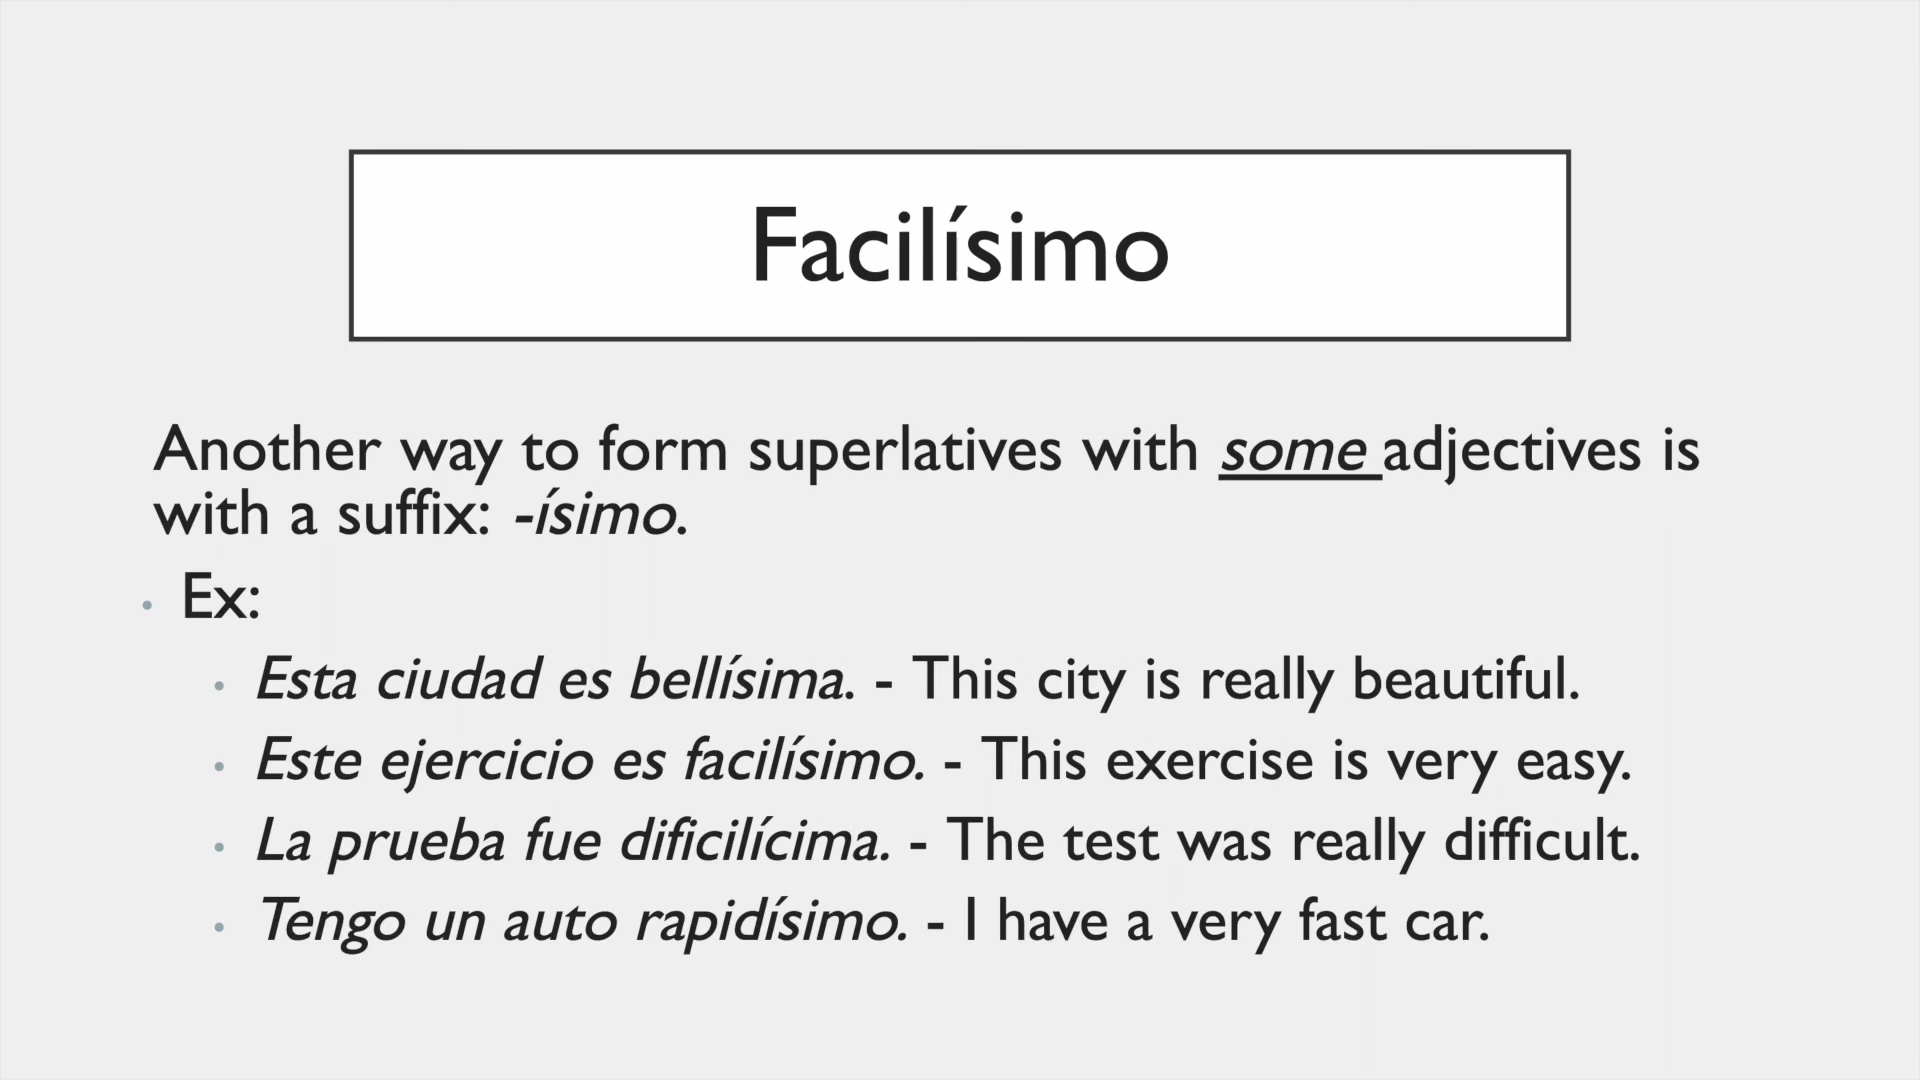 Facilísimo
Another way to form superlatives with some adjectives is
with a suffix: -ísimo.
• Ex:
• Esta ciudad es bellísima. - This city is really beautiful.
• Este ejercicio es facilísimo. - This exercise is very easy.
• La prueba fue dificilícima. - The test was really difficult.
• Tengo un auto rapidísimo. - I have a very fast car.